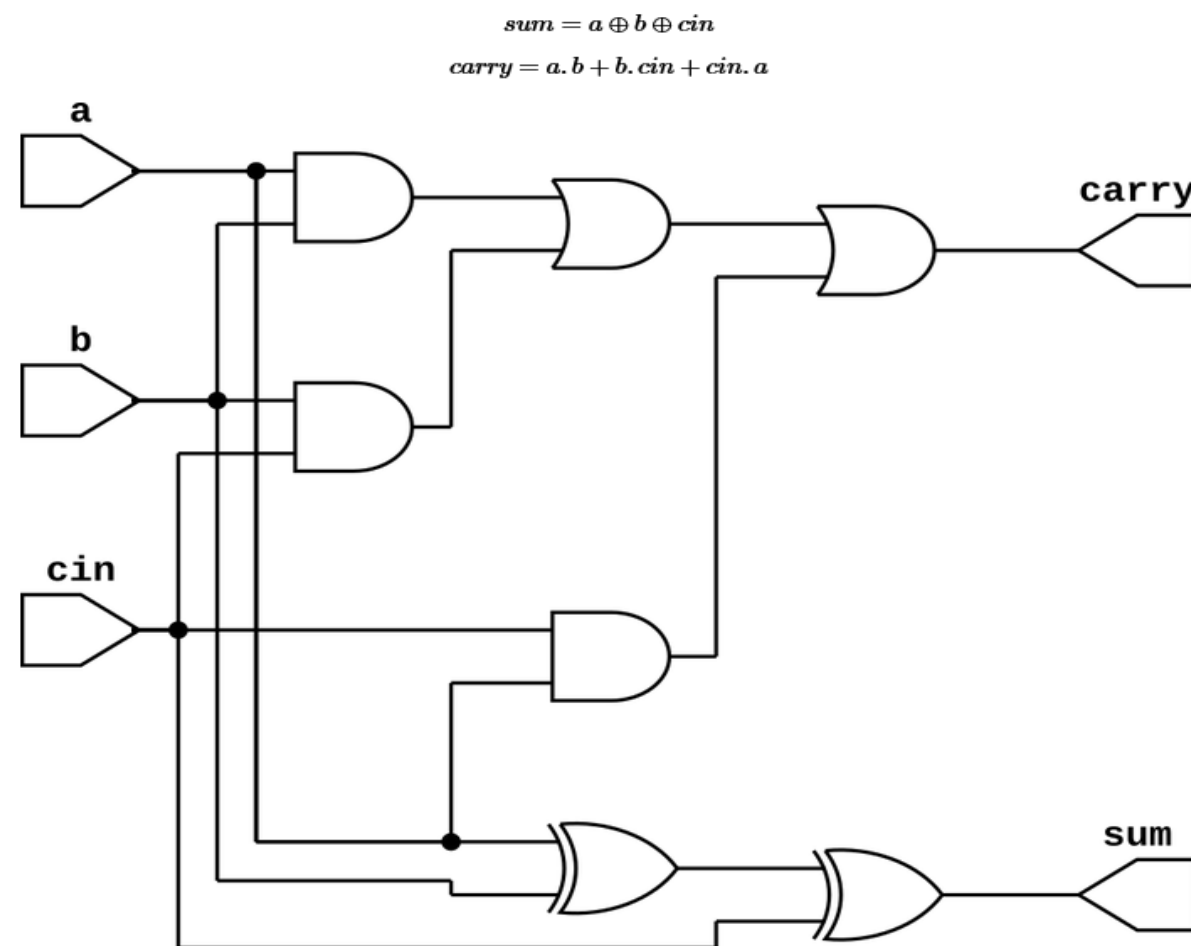 sum = a ⊕ b ⊕ cin
carry = a.b + b.cin + cin.a
a
carry
b
cin
sum